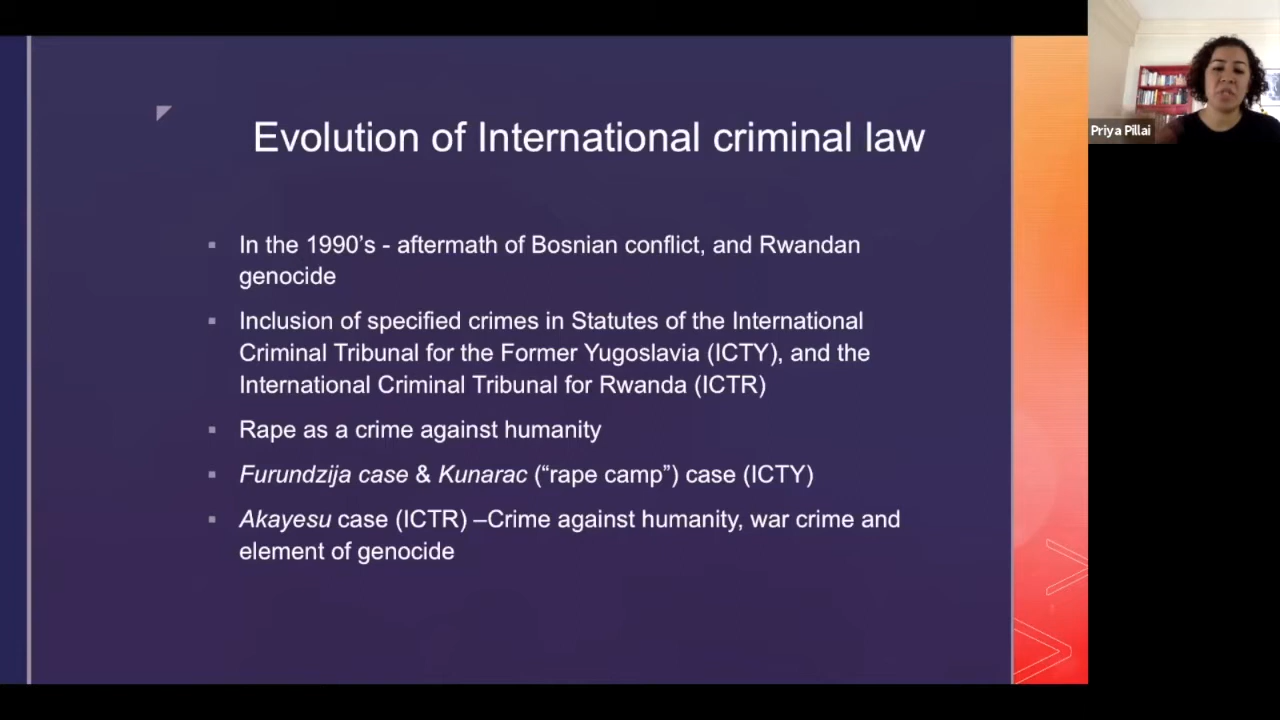 Evolution of International criminal law
▪ In the 1990's - aftermath of Bosnian conflict, and Rwandan
genocide
▪ Inclusion of specified crimes in Statutes of the International
Criminal Tribunal for the Former Yugoslavia (ICTY), and the
International Criminal Tribunal for Rwanda (ICTR)
▪ Rape as a crime against humanity
▪ Furundzija case & Kunarac (“rape camp”) case (ICTY)
▪ Akayesu case (ICTR) –Crime against humanity, war crime and
element of genocide
Priya Pillai